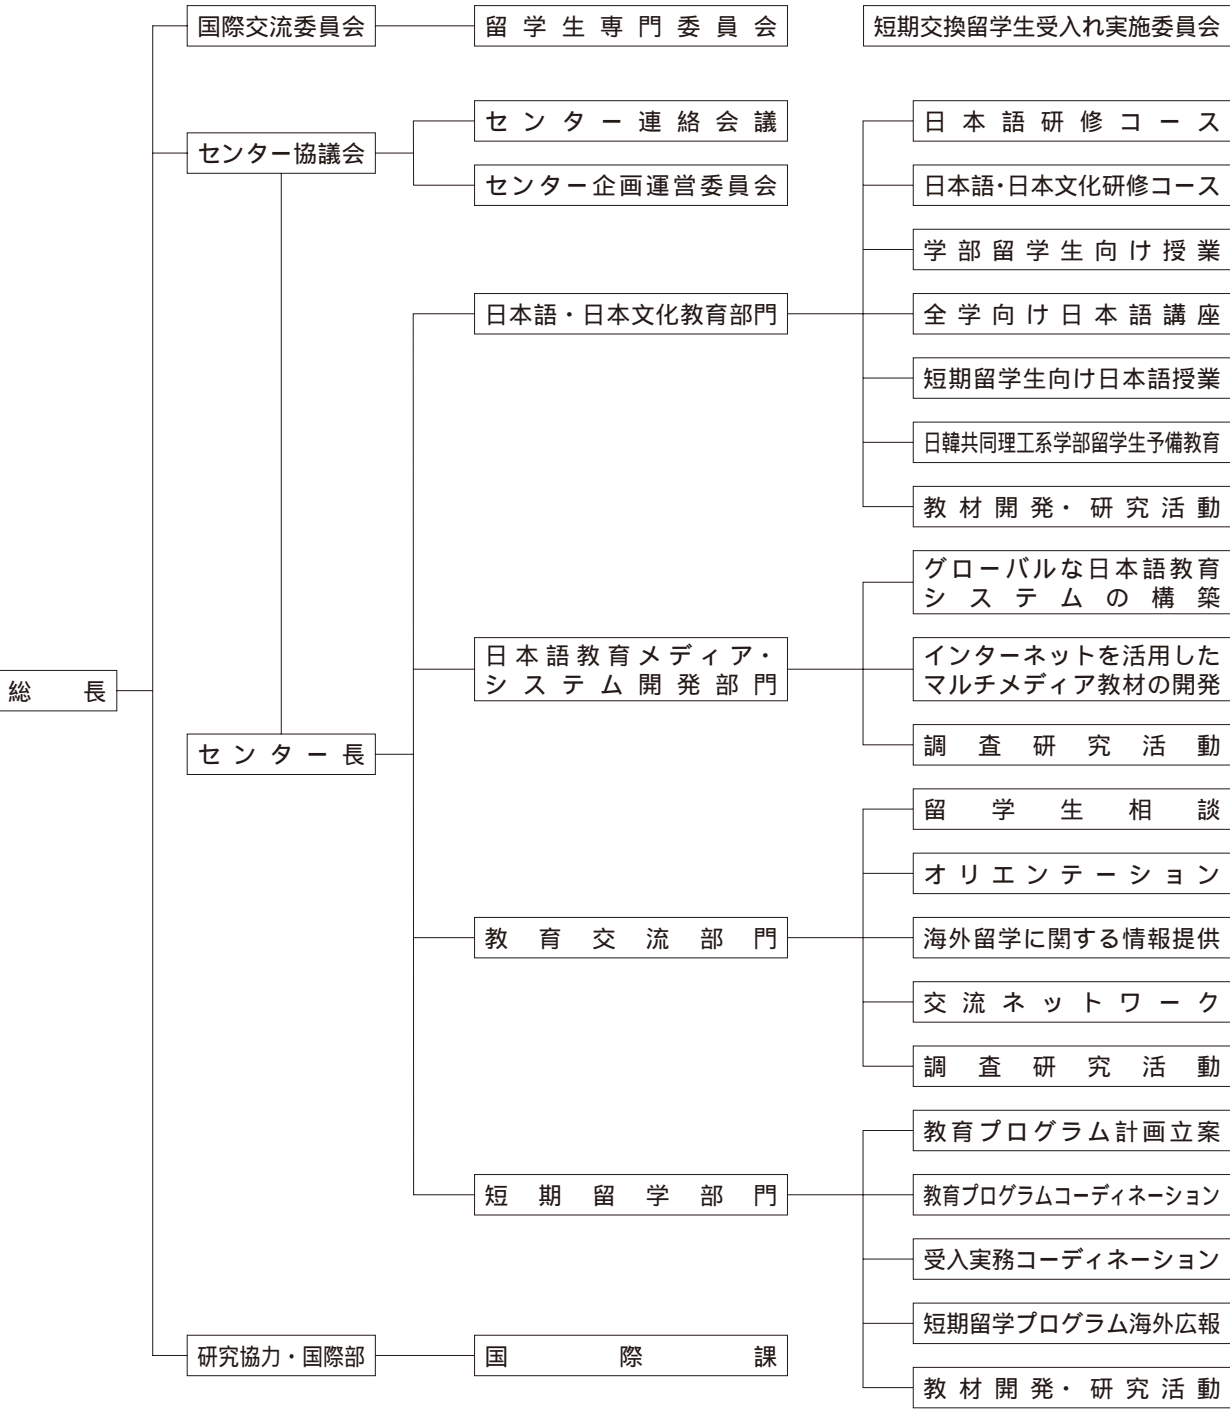 国際交流委員会
留学生専門委員会
短期交換留学生受入れ実施委員会
センター協議会
センター連絡会議
センター企画運営委員会
日本語・日本文化教育部門
日本語研修コース
日本語・日本文化研修コース
学部留学生向け授業
全学向け日本語講座
短期留学生向け日本語授業
日韓共同理工系学部留学生予備教育
教材開発・研究活動
総長
センター長
日本語教育メディア・
システム開発部門
グローバルな日本語教育
システムの構築
インターネットを活用した
マルチメディア教材の開発
調査研究活動
教育交流部門
留学生相談
オリエンテーション
海外留学に関する情報提供
交流ネットワーク
調査研究活動
短期留学部門
教育プログラム計画立案
教育プログラムコーディネーション
受入実務コーディネーション
短期留学プログラム海外広報
教材開発・研究活動
研究協力・国際部
国際課